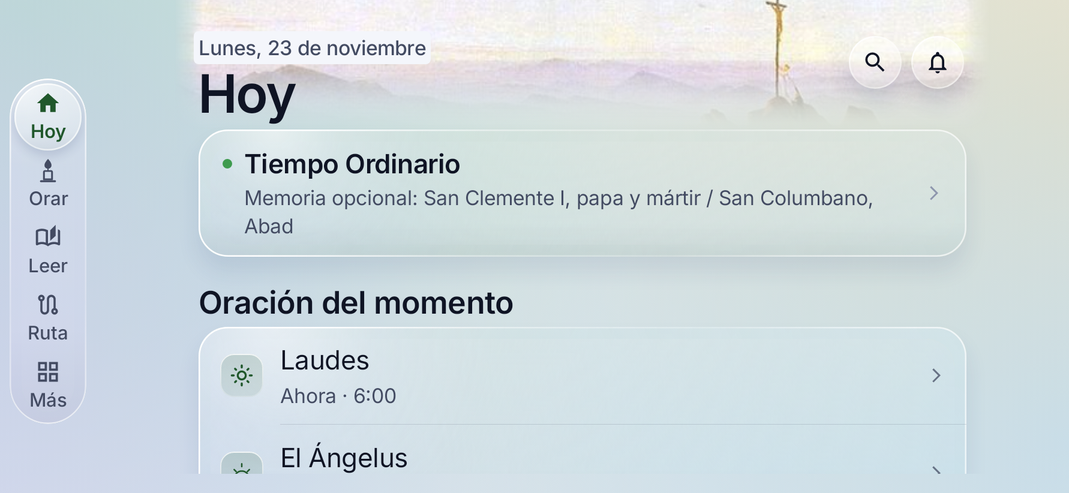 Lunes, 23 de noviembre
Hoy
Tiempo Ordinario
Memoria opcional: San Clemente I, papa y mártir / San Columbano,
Abad
Oración del momento
Laudes
Ahora · 6:00
El Ángelus
Hoy
Orar
Leer
Ruta
Más